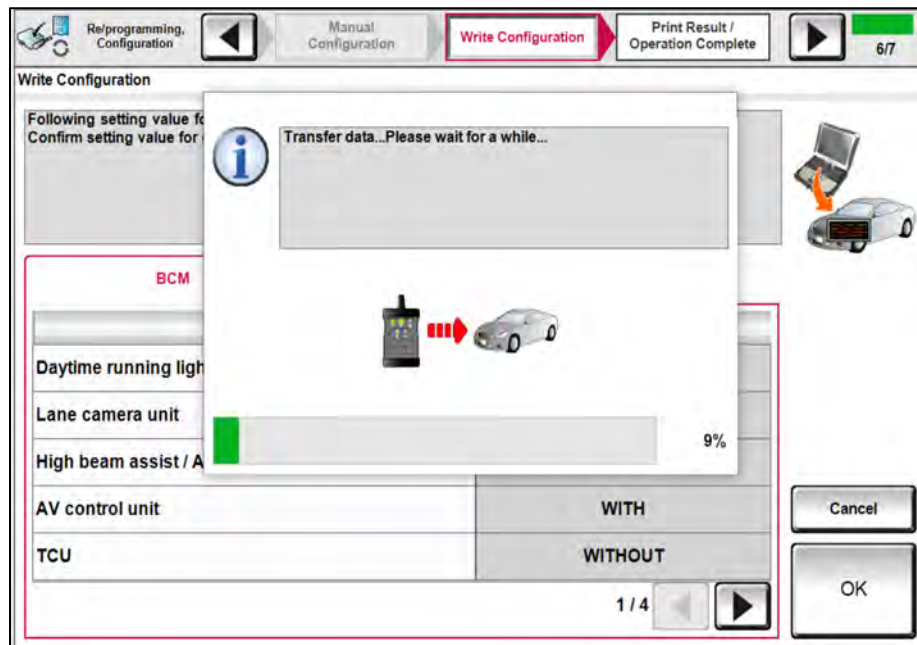 Re/programming,
Configuration
Manual
Configuration
Write Configuration
Print Result /
Operation Complete
6/7
Write Configuration
Following setting value fo
Confirm setting value for
Transfer data...Please wait for a while...
BCM
Daytime running ligh
Lane camera unit
High beam assist / A
9%
AV control unit
WITH
TCU
WITHOUT
1 / 4
Cancel
OK